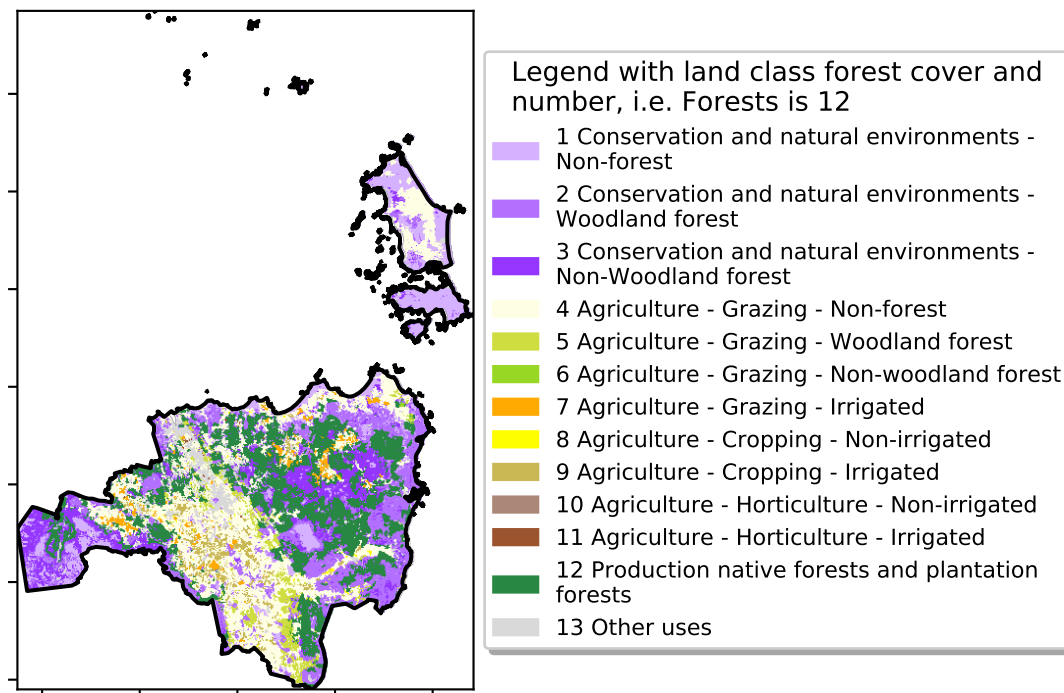 Legend with land class forest cover and
number, i.e. Forests is 12
1 Conservation and natural environments -
Non-forest
2 Conservation and natural environments -
Woodland forest
3 Conservation and natural environments -
Non-Woodland forest
4 Agriculture - Grazing - Non-forest
5 Agriculture - Grazing - Woodland forest
6 Agriculture - Grazing - Non-woodland forest
7 Agriculture - Grazing - Irrigated
8 Agriculture - Cropping - Non-irrigated
9 Agriculture - Cropping - Irrigated
10 Agriculture - Horticulture - Non-irrigated
11 Agriculture - Horticulture - Irrigated
12 Production native forests and plantation
forests
13 Other uses